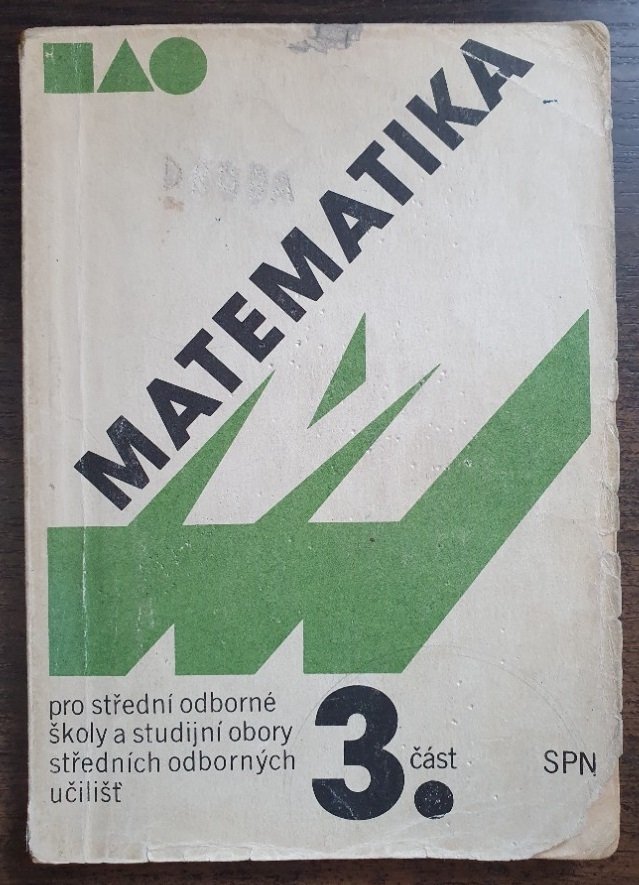 MATEMATIKA
pro střední odborné
školy a studijní obory
středních odborných
učilišť
3.
část
SPN